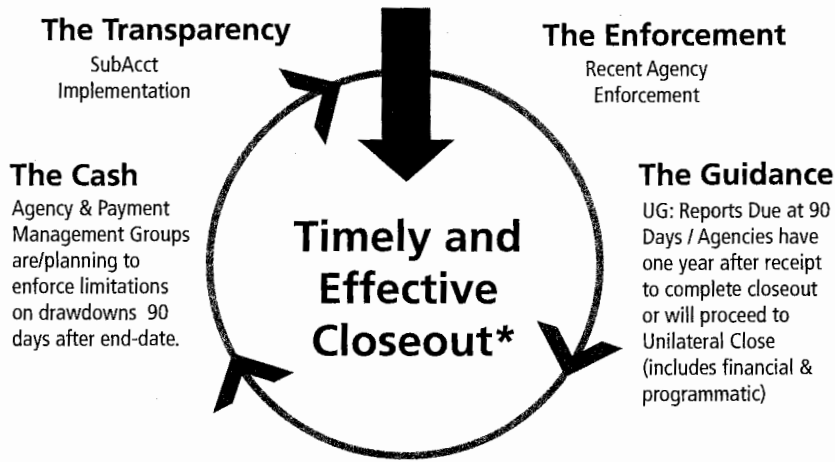 The Transparency
SubAcct
Implementation
The Enforcement
Recent Agency
Enforcement
The Cash
Agency & Payment
Management Groups
are/planning to
enforce limitations
on drawdowns 90
days after end-date.
Timely and
Effective
Closeout*
The Guidance
UG: Reports Due at 90
Days / Agencies have
one year after receipt
to complete closeout
or will proceed to
Unilateral Close
(includes financial &
programmatic)